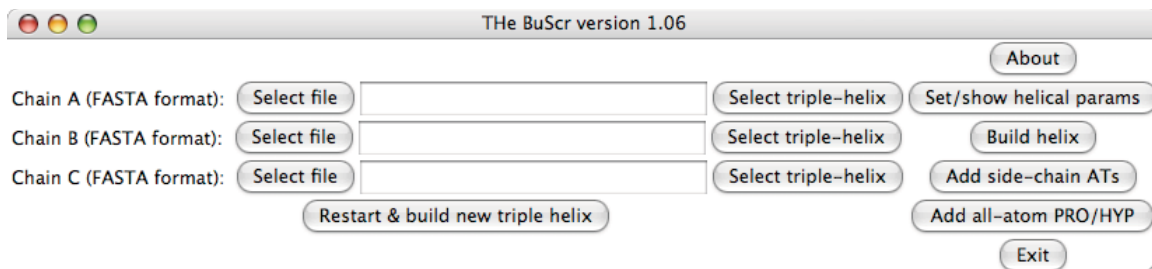 THe BuScr version 1.06
About
Chain A (FASTA format): Select file Select triple-helix Set/show helical params
Chain B (FASTA format): Select file Select triple-helix Build helix
Chain C (FASTA format): Select file Select triple-helix Add side-chain ATs
Restart & build new triple helix Add all-atom PRO/HYP
Exit